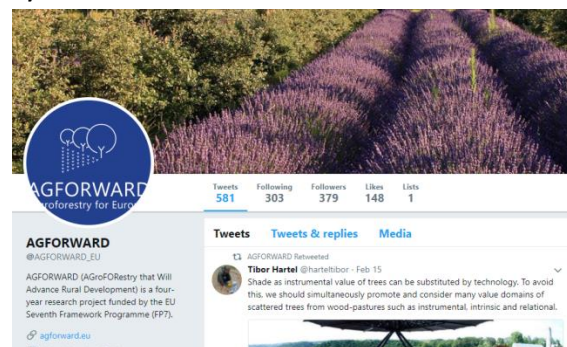 AGFORWARD
Agroforestry for Euro
Tweets Following Followers Likes Lists
581 303 379 148 1
AGFORWARD
@AGFORWARD_EU
AGFORWARD (AGroFORestry that Will
Advance Rural Development) is a four-
year research project funded by the EU
Seventh Framework Programme (FP7).
agforward.eu
Tweets Tweets & replies Media
AGFORWARD Retweeted
Tibor Hartel @harteltibor · Feb 15
Shade as instrumental value of trees can be substituted by technology. To avoid
this, we should simultaneously promote and consider many value domains of
scattered trees from wood-pastures such as instrumental, intrinsic and relational.